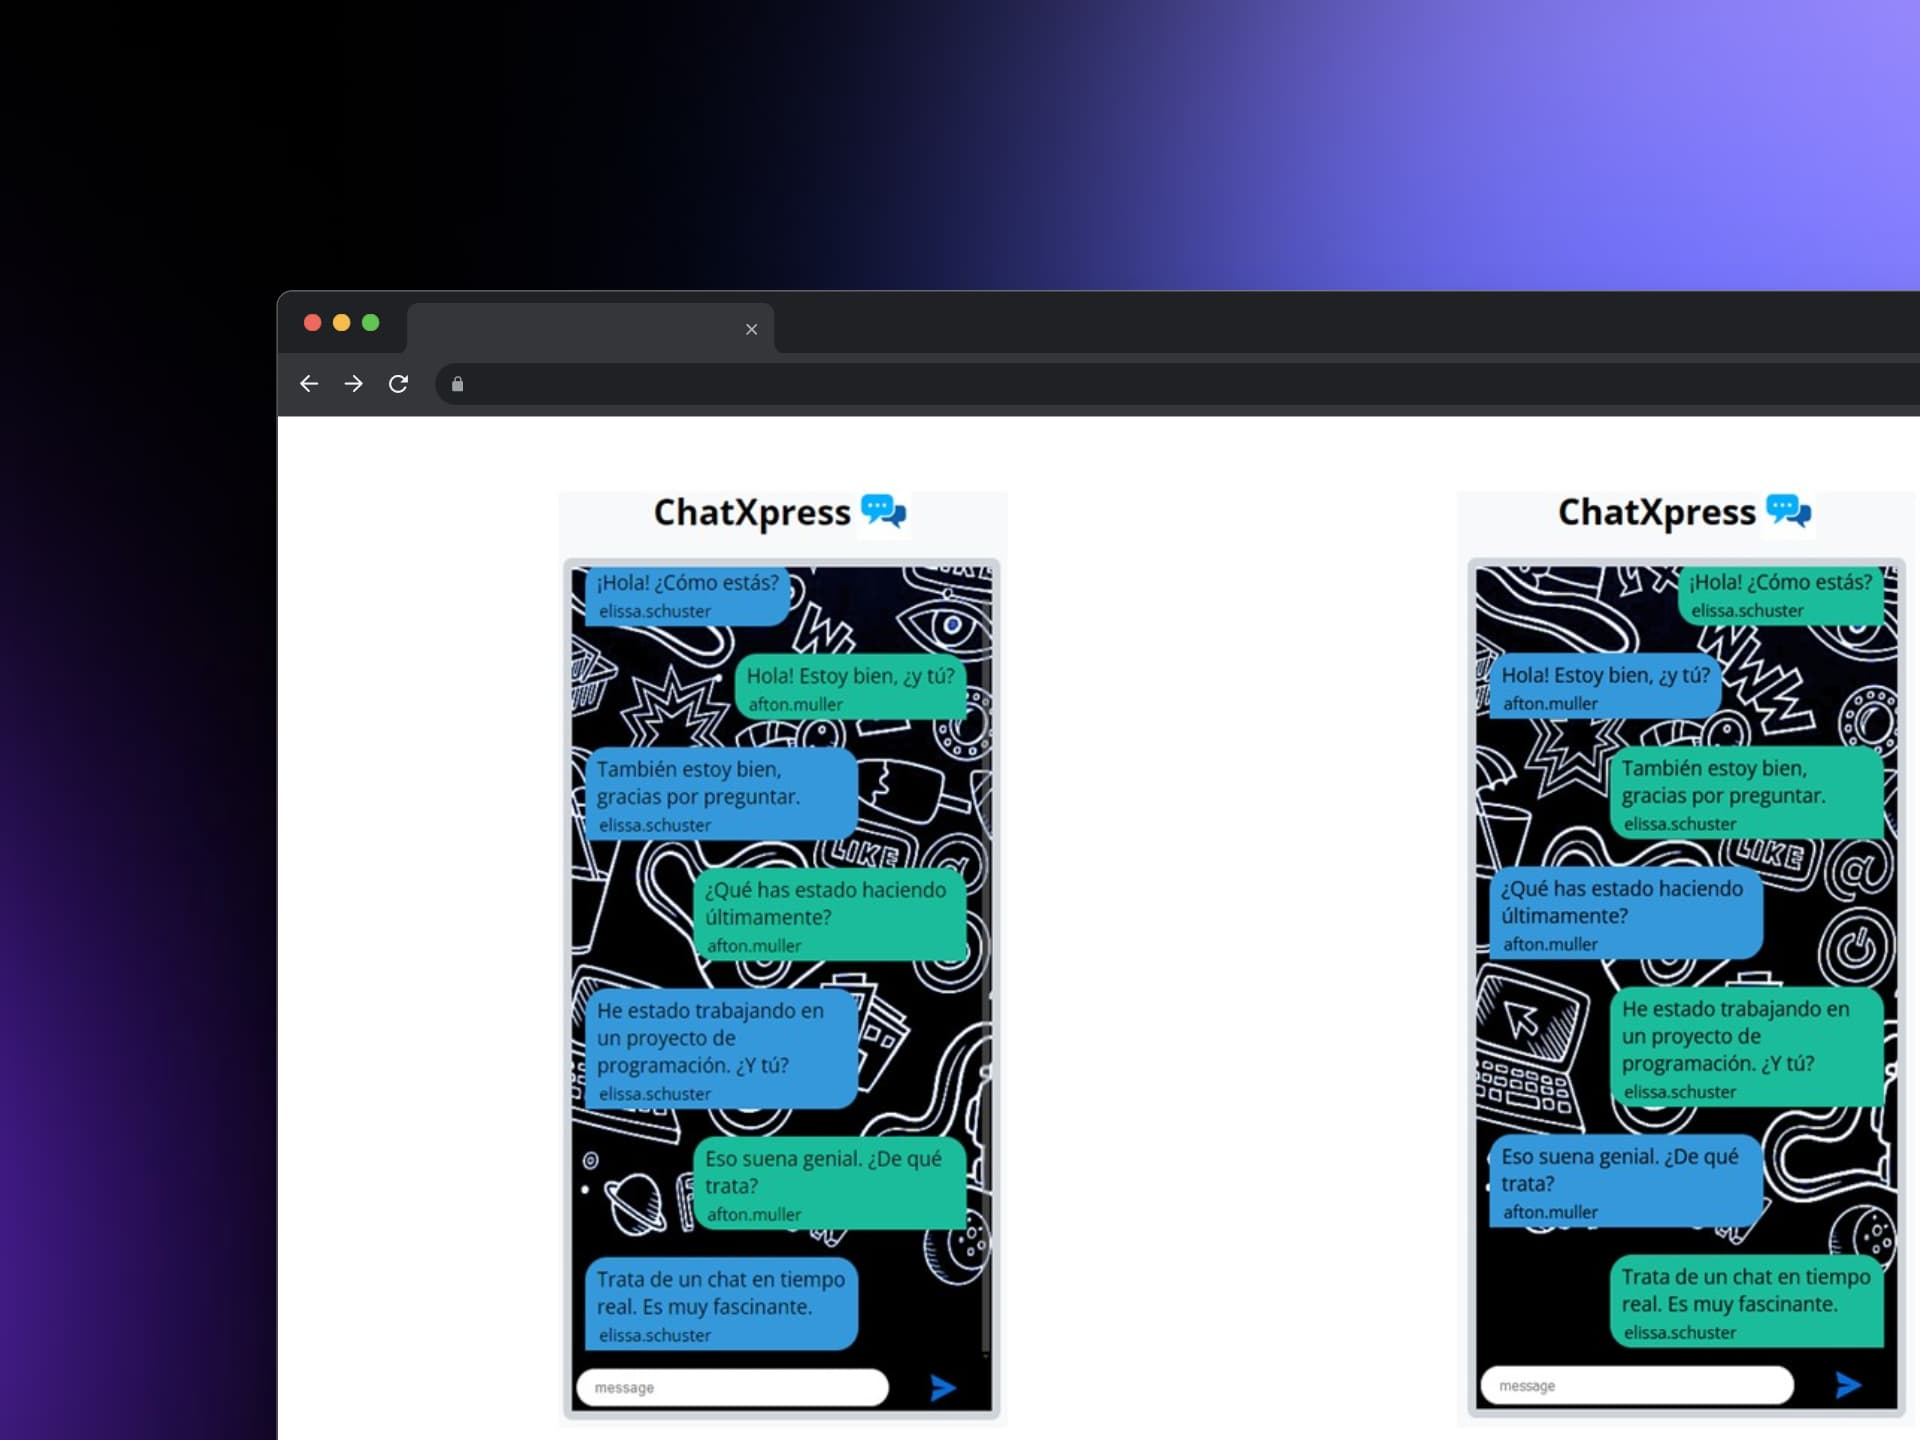 ChatXpress
¡Hola! ¿Cómo estás?
elissa.schuster
Hola! Estoy bien, ¿y tú?
afton.muller
También estoy bien,
gracias por preguntar.
elissa.schuster
LIKE
¿Qué has estado haciendo
últimamente?
afton.muller
He estado trabajando en
un proyecto de
programación. ¿Y tú?
elissa.schuster
Eso suena genial. ¿De qué
trata?
afton.muller
Trata de un chat en tiempo
real. Es muy fascinante.
elissa.schuster
message
ChatXpress
¡Hola! ¿Cómo estás?
elissa.schuster
WWW
Hola! Estoy bien, ¿y tú?
afton.muller
También estoy bien,
gracias por preguntar.
elissa.schuster
LIKE
@
¿Qué has estado haciendo
últimamente?
afton.muller
He estado trabajando en
un proyecto de
programación. ¿Y tú?
elissa.schuster
Eso suena genial. ¿De qué
trata?
afton.muller
Trata de un chat en tiempo
real. Es muy fascinante.
elissa.schuster
message